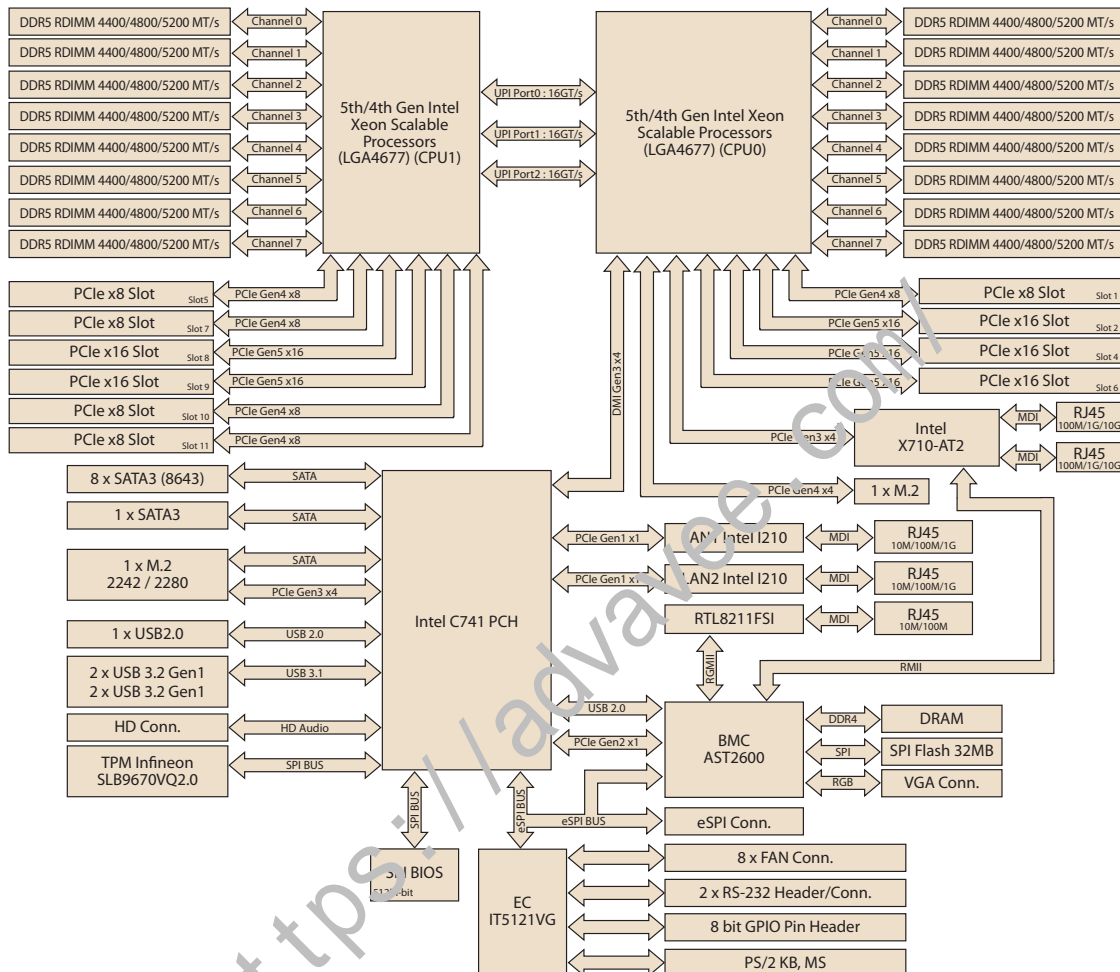 DDR5 RDIMM 4400/4800/5200 MT/s
Channel 0
DDR5 RDIMM 4400/4800/5200 MT/s
Channel 1
DDR5 RDIMM 4400/4800/5200 MT/s
Channel 2
DDR5 RDIMM 4400/4800/5200 MT/s
Channel 3
DDR5 RDIMM 4400/4800/5200 MT/s
Channel 4
DDR5 RDIMM 4400/4800/5200 MT/s
Channel 5
DDR5 RDIMM 4400/4800/5200 MT/s
Channel 6
DDR5 RDIMM 4400/4800/5200 MT/s
Channel 7
5th/4th Gen Intel
Xeon Scalable
Processors
(LGA4677) (CPU1)
UPI Port0 : 16GT/s
UPI Port1 : 16GT/s
UPI Port2 : 16GT/s
5th/4th Gen Intel Xeon
Scalable Processors
(LGA4677) (CPU0)
Channel 0
DDR5 RDIMM 4400/4800/5200 MT/s
Channel 1
DDR5 RDIMM 4400/4800/5200 MT/s
Channel 2
DDR5 RDIMM 4400/4800/5200 MT/s
Channel 3
DDR5 RDIMM 4400/4800/5200 MT/s
Channel 4
DDR5 RDIMM 4400/4800/5200 MT/s
Channel 5
DDR5 RDIMM 4400/4800/5200 MT/s
Channel 6
DDR5 RDIMM 4400/4800/5200 MT/s
Channel 7
DDR5 RDIMM 4400/4800/5200 MT/s
PCIe x8 Slot Slot5
PCIe Gen4 x8
PCIe x8 Slot Slot 7
PCIe Gen4 x8
PCIe x16 Slot Slot 8
PCIe Gen5 x16
PCIe x16 Slot Slot 9
PCIe Gen5 x16
PCIe x8 Slot Slot 10
PCIe Gen4 x8
PCIe x8 Slot Slot 11
PCIe Gen4 x8
DMI Gen3 x4
PCIe Gen4 x8
PCIe x8 Slot Slot 1
PCIe Gen5 x16
PCIe x16 Slot Slot 2
PCIe Gen5 x16
PCIe x16 Slot Slot 4
PCIe Gen5 x16
PCIe x16 Slot Slot 6
PCIe Gen3 x4
Intel
X710-AT2
MDI
RJ45
100M/1G/10G
MDI
RJ45
100M/1G/10G
PCIe Gen4 x4
1 x M.2
8 x SATA3 (8643)
SATA
1 x SATA3
SATA
1 x M.2
2242 / 2280
SATA
PCIe Gen3 x4
1 x USB2.0
USB 2.0
2 x USB 3.2 Gen1
2 x USB 3.2 Gen1
USB 3.1
HD Conn.
HD Audio
TPM Infineon
SLB9670VQ2.0
SPI BUS
Intel C741 PCH
PCIe Gen1 x1
LAN1 Intel I210
MDI
RJ45
10M/100M/1G
PCIe Gen1 x1
LAN2 Intel I210
MDI
RJ45
10M/100M/1G
RTL8211FSI
MDI
RJ45
10M/100M
RGMII
RMII
USB 2.0
PCIe Gen2 x1
BMC
AST2600
DDR4
DRAM
SPI
SPI Flash 32MB
RGB
VGA Conn.
SPI BUS
eSPI BUS
eSPI BUS
eSPI Conn.
SPI BIOS
EC
IT5121VG
8 x FAN Conn.
2 x RS-232 Header/Conn.
8 bit GPIO Pin Header
PS/2 KB, MS
https://advavee.com/